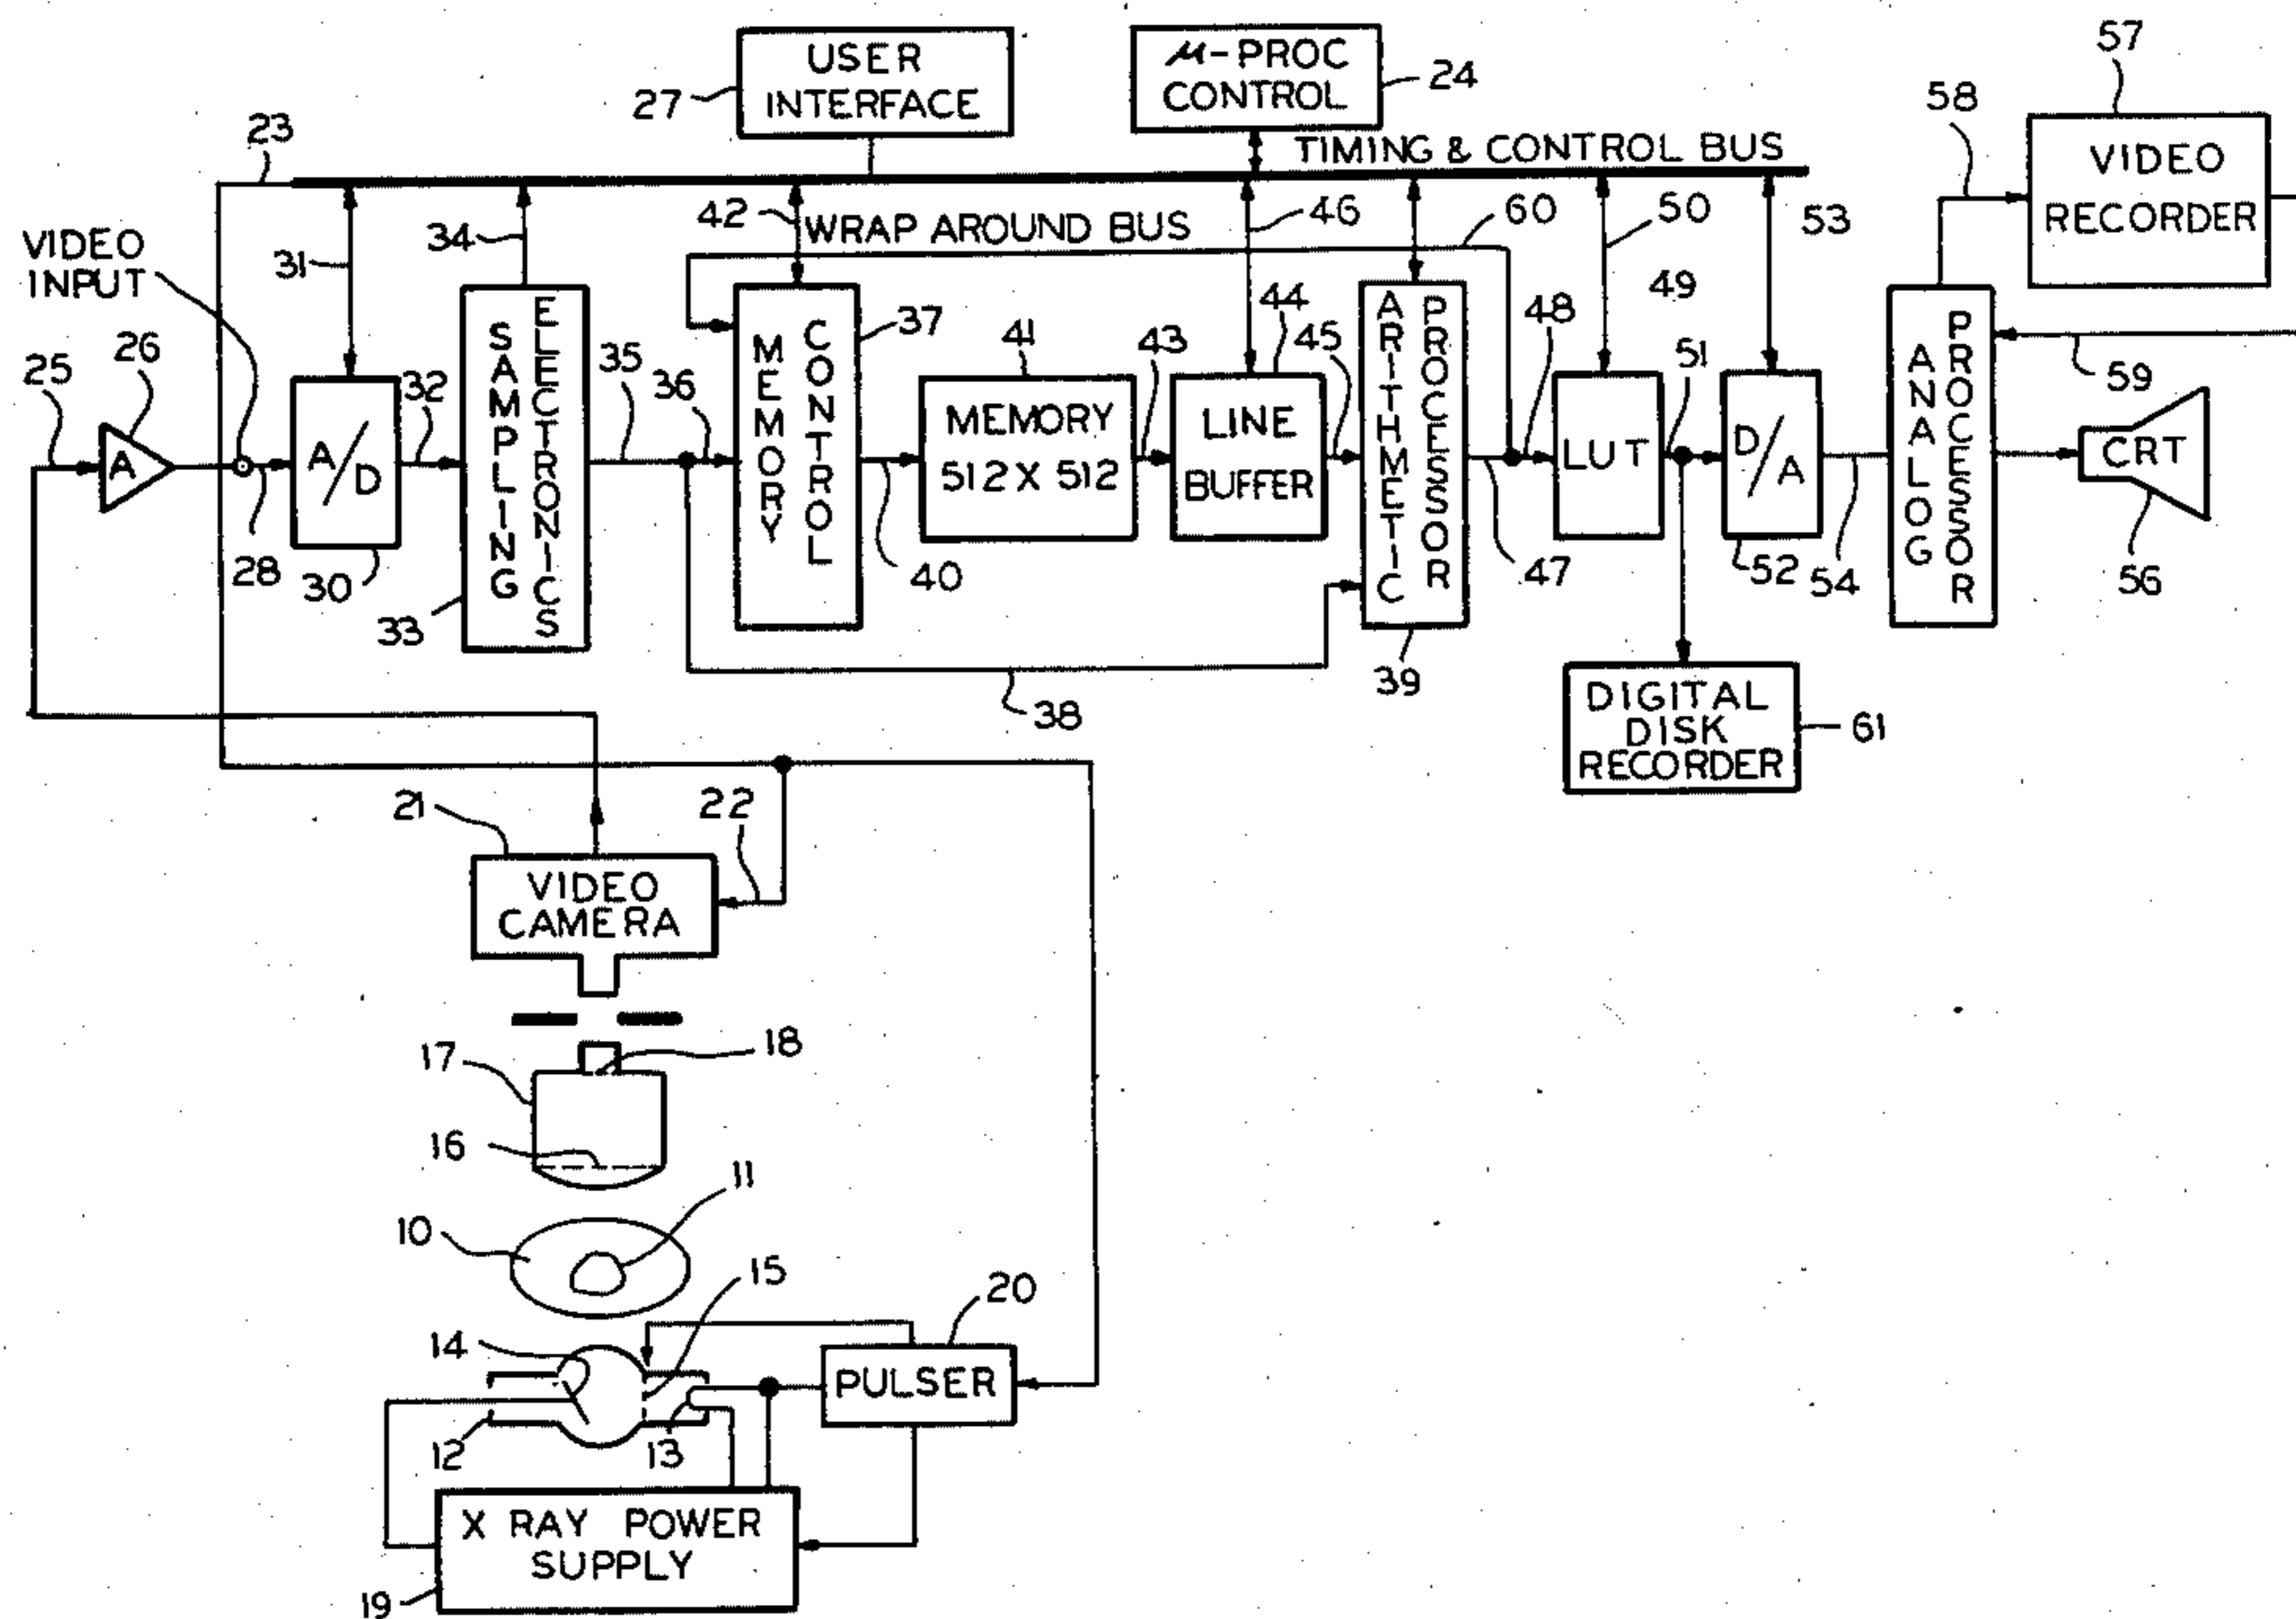 57
USER
INTERFACE
27
μ-PROC
CONTROL
24
58
VIDEO
RECORDER
23
TIMING & CONTROL BUS
42
WRAP AROUND BUS
46
60
50
53
VIDEO
INPUT
31
34
49
25
26
A
32
A/D
28
30
SAMPLING
ELECTRONICS
33
35
36
MEMORY
CONTROL
37
40
41
MEMORY
512 X 512
43
44
LINE
BUFFER
45
ARITHMETIC
PROCESSOR
39
47
48
LUT
51
D/A
52
54
ANALOG
PROCESSOR
59
CRT
56
38
DIGITAL
DISK
RECORDER
61
21
22
VIDEO
CAMERA
17
18
16
11
10
15
20
14
PULSER
12
13
X RAY POWER
SUPPLY
19